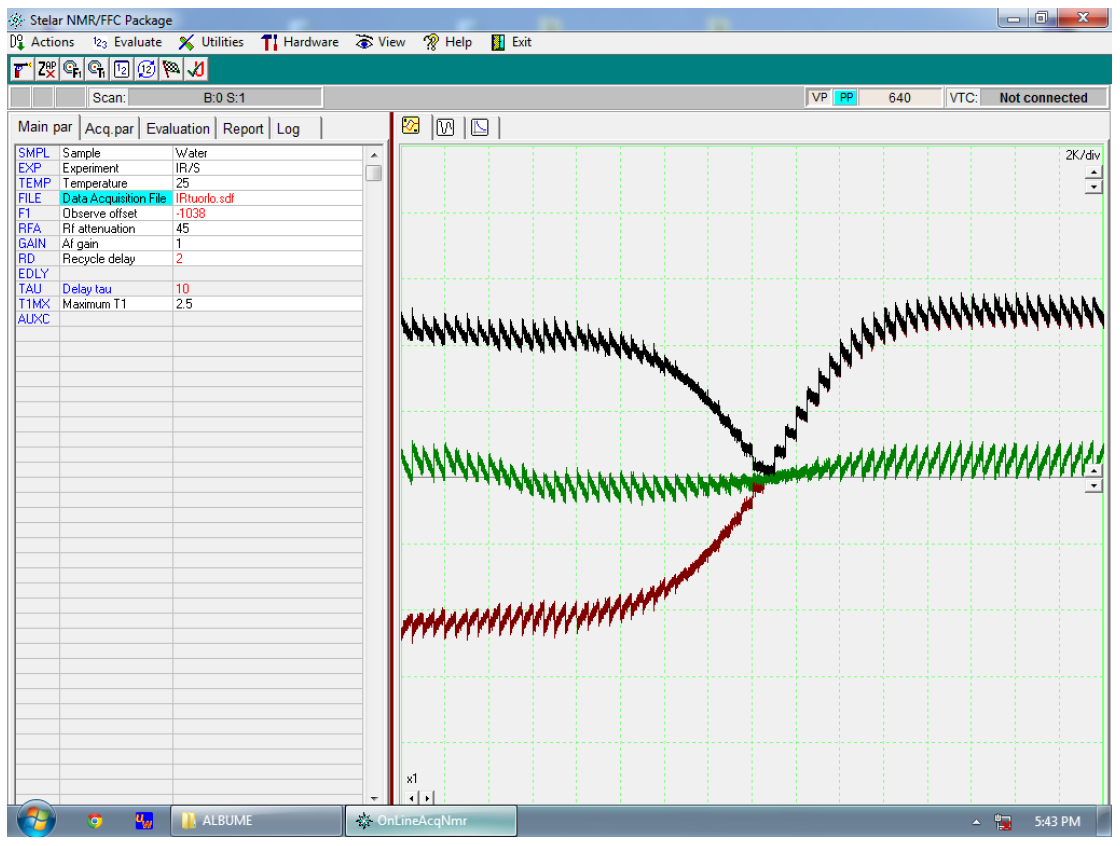 Stelar NMR/FFC Package
Actions 123 Evaluate Utilities Hardware View Help Exit
Scan: B:0 S:1 VP PP 640 VTC: Not connected
Main par Acq.par Evaluation Report Log
2K/div
SMPL Sample Water
EXP Experiment IR/S
TEMP Temperature 25
FILE Data Acquisition File IRtuorlo.sdf
F1 Observe offset -1038
RFA Rf attenuation 45
GAIN Af gain 1
RD Recycle delay 2
EDLY
TAU Delay tau 10
T1MX Maximum T1 2.5
AUXC
x1
ALBUME OnLineAcqNmr 5:43 PM